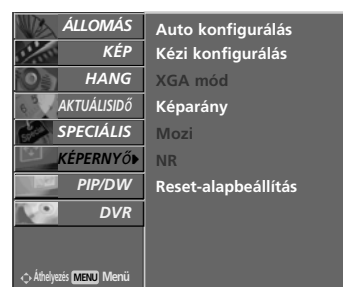 ÁLLOMÁS
KÉP
HANG
AKTUÁLISIDŐ
SPECIÁLIS
KÉPERNYŐ
PIP/DW
DVR
Áthelyezés MENU Menü
Auto konfigurálás
Kézi konfigurálás
XGA mód
Képarány
Mozi
NR
Reset-alapbeállítás